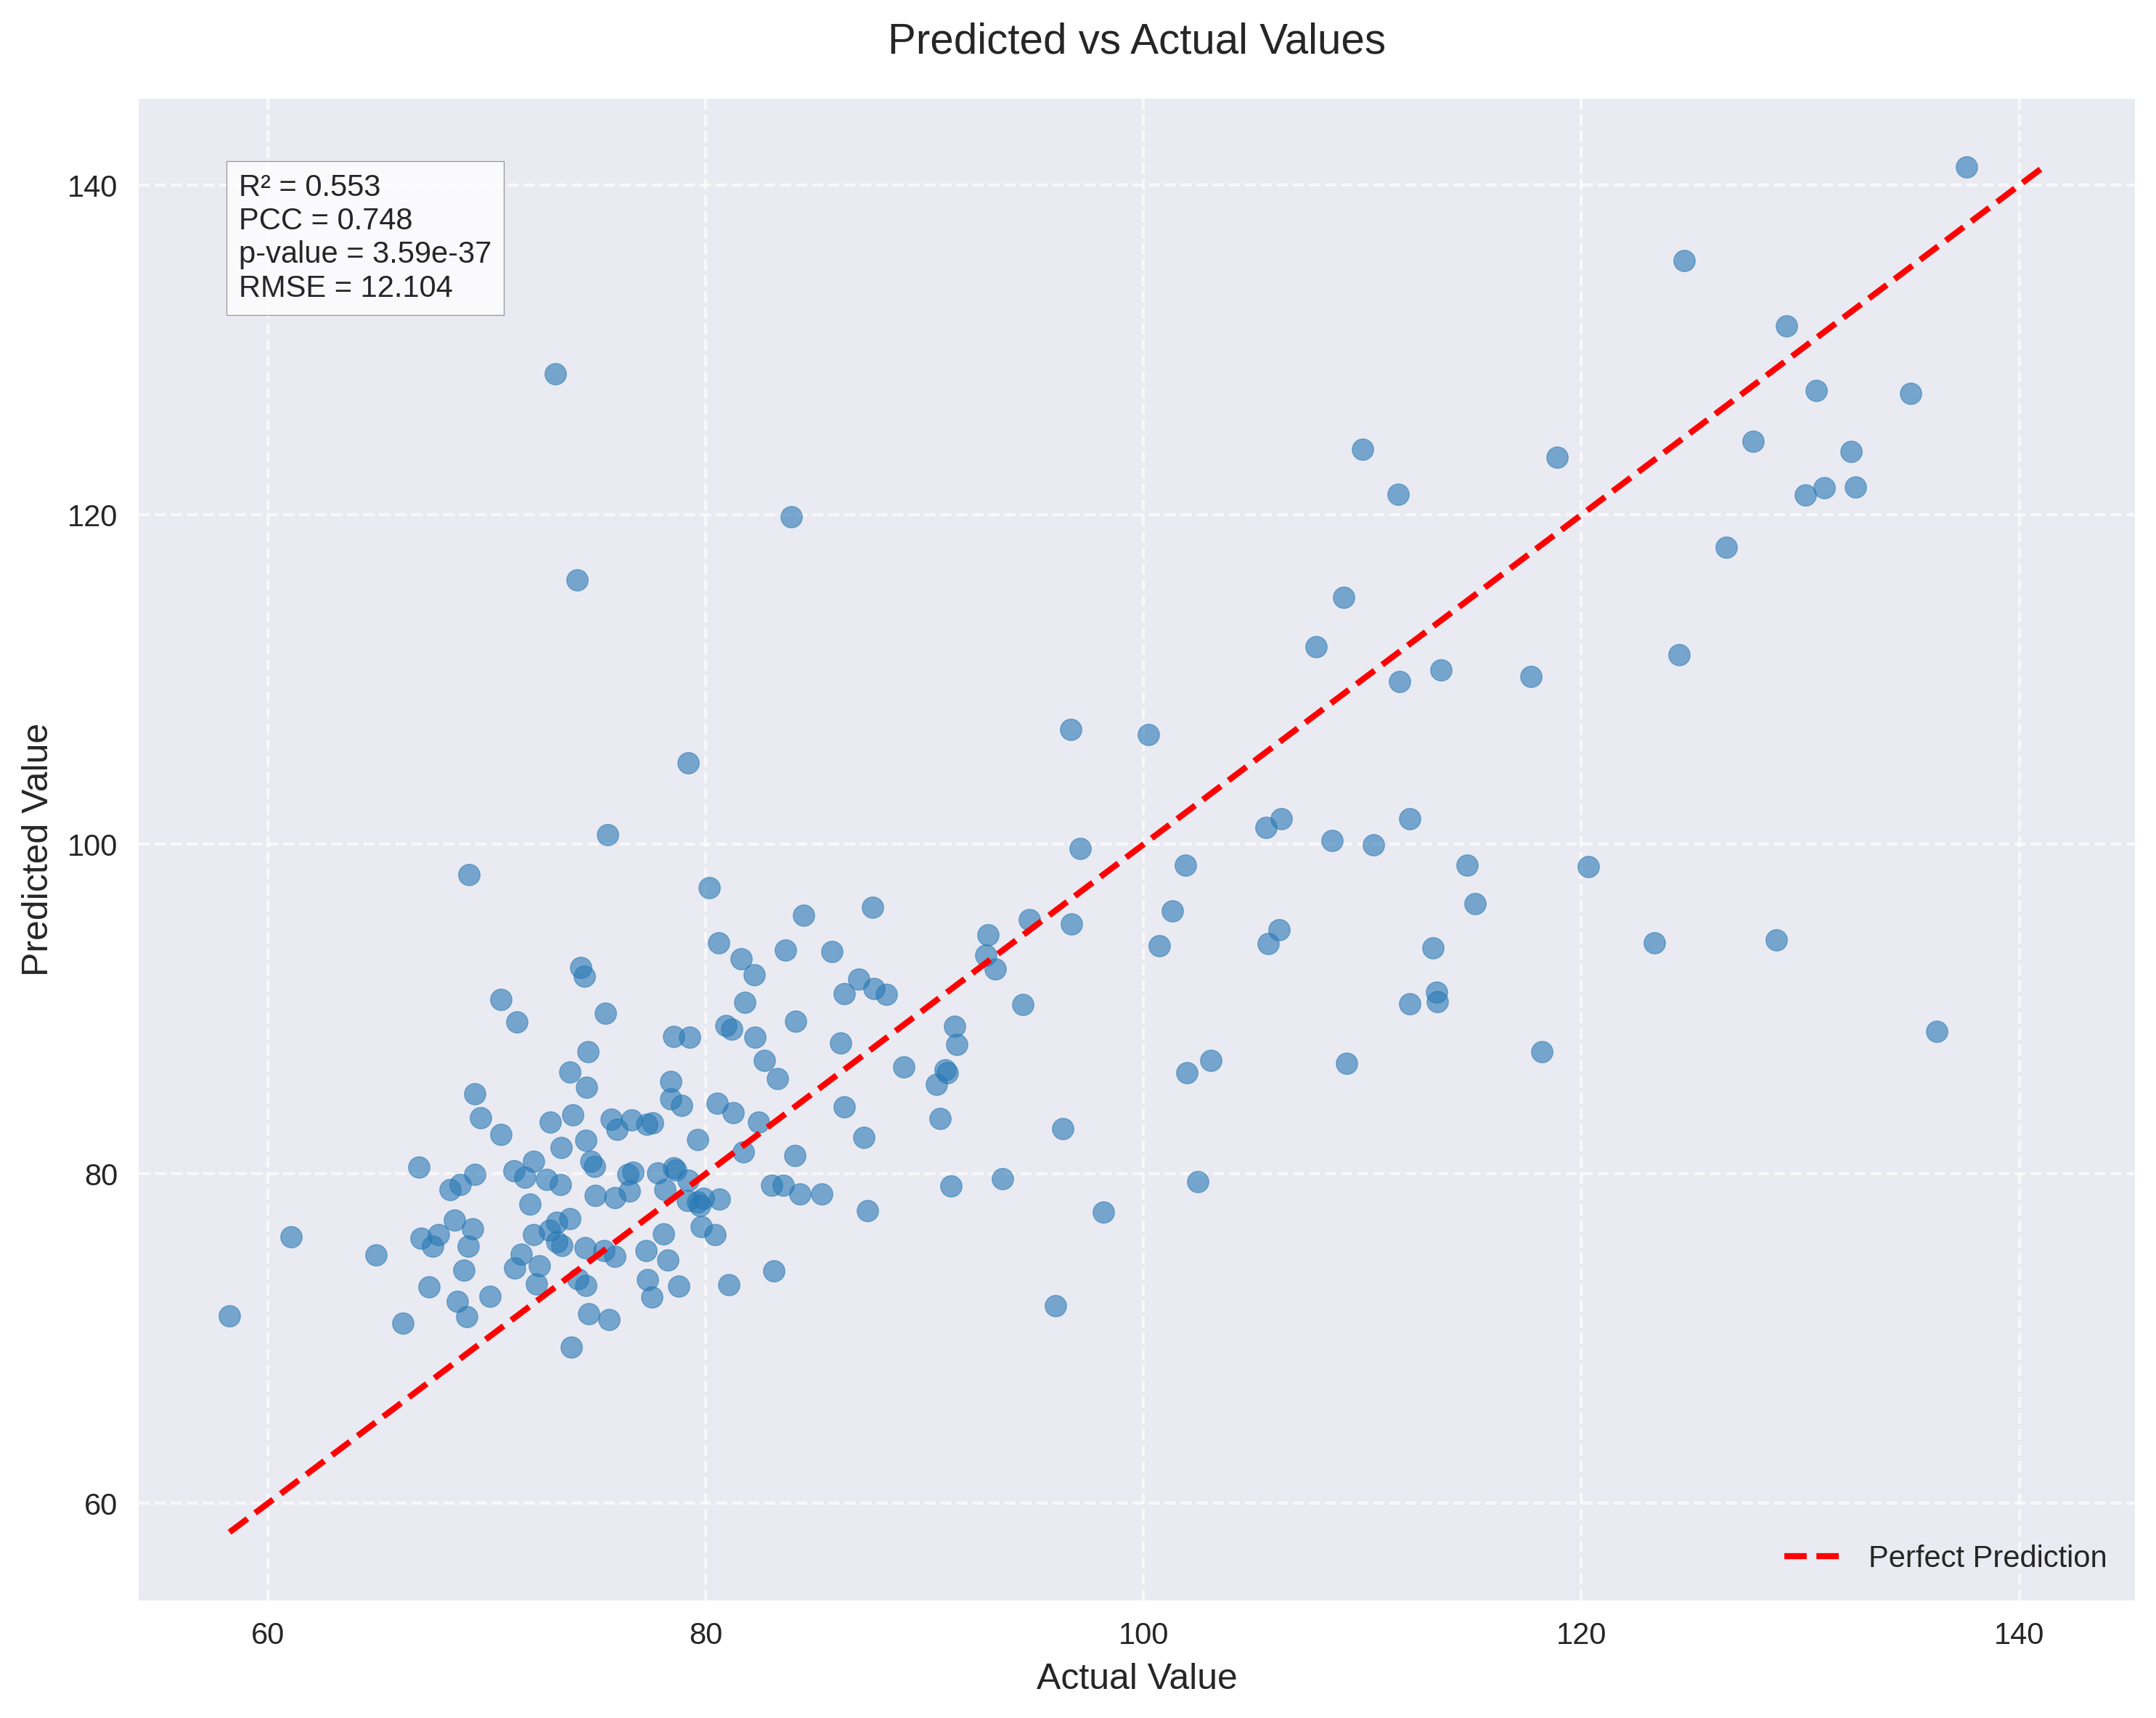 Predicted vs Actual Values
R² = 0.553
PCC = 0.748
p-value = 3.59e-37
RMSE = 12.104
140
120
100
80
60
Predicted Value
Perfect Prediction
60
80
100
120
140
Actual Value